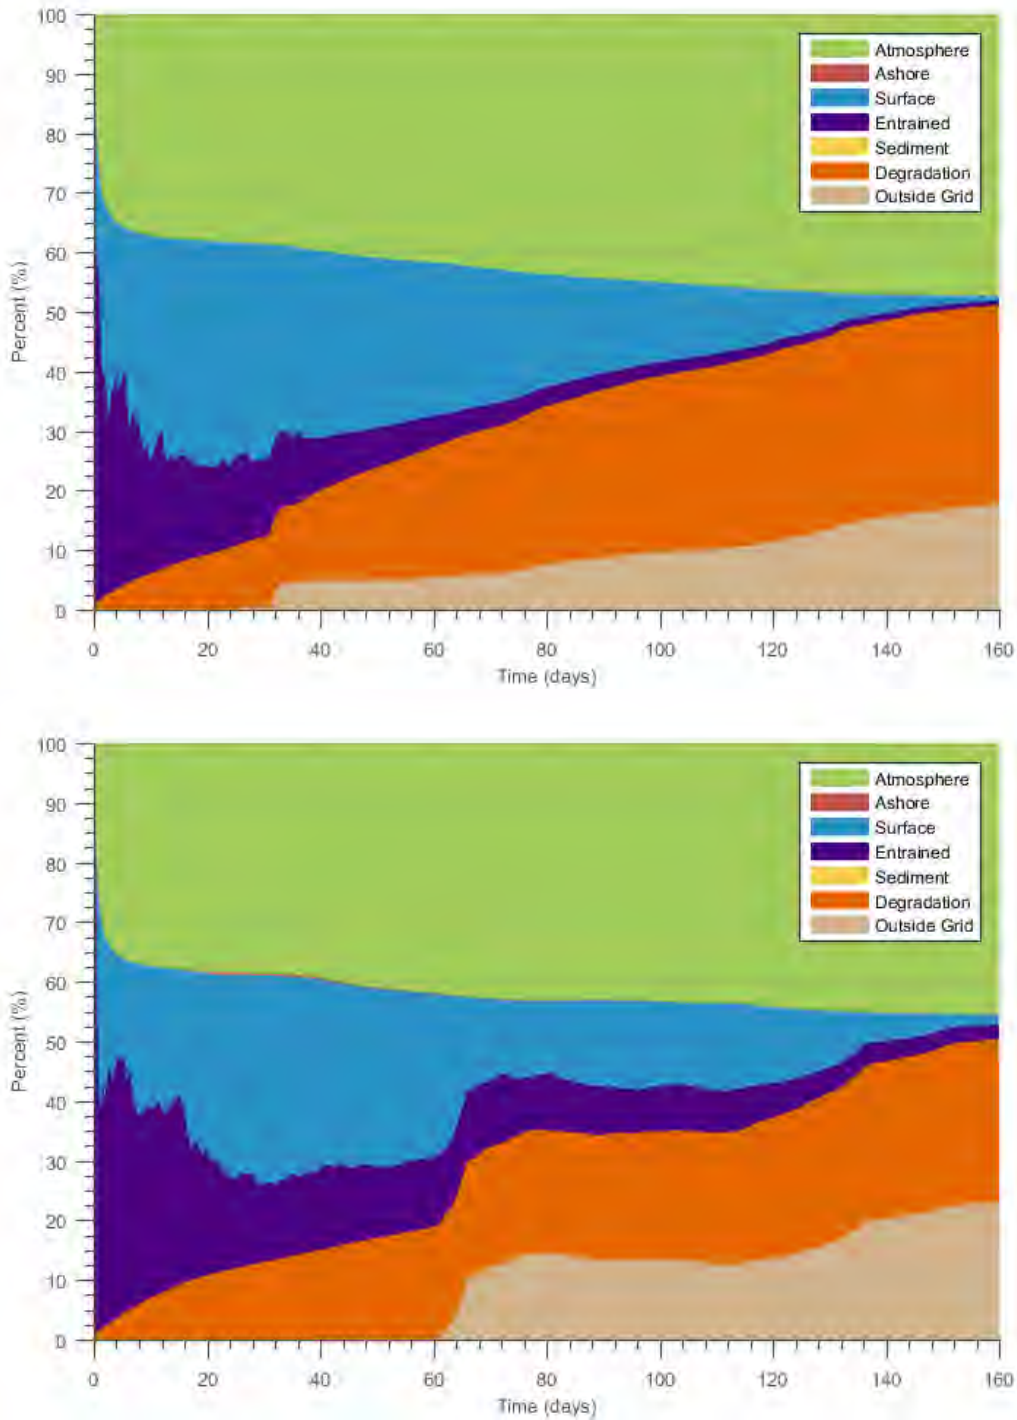 100
90
80
70
60
50
40
30
20
10
0
Percent (%)
Atmosphere
Ashore
Surface
Entrained
Sediment
Degradation
Outside Grid
0 20 40 60 80 100 120 140 160
Time (days)
100
90
80
70
60
50
40
30
20
10
0
Percent (%)
Atmosphere
Ashore
Surface
Entrained
Sediment
Degradation
Outside Grid
0 20 40 60 80 100 120 140 160
Time (days)